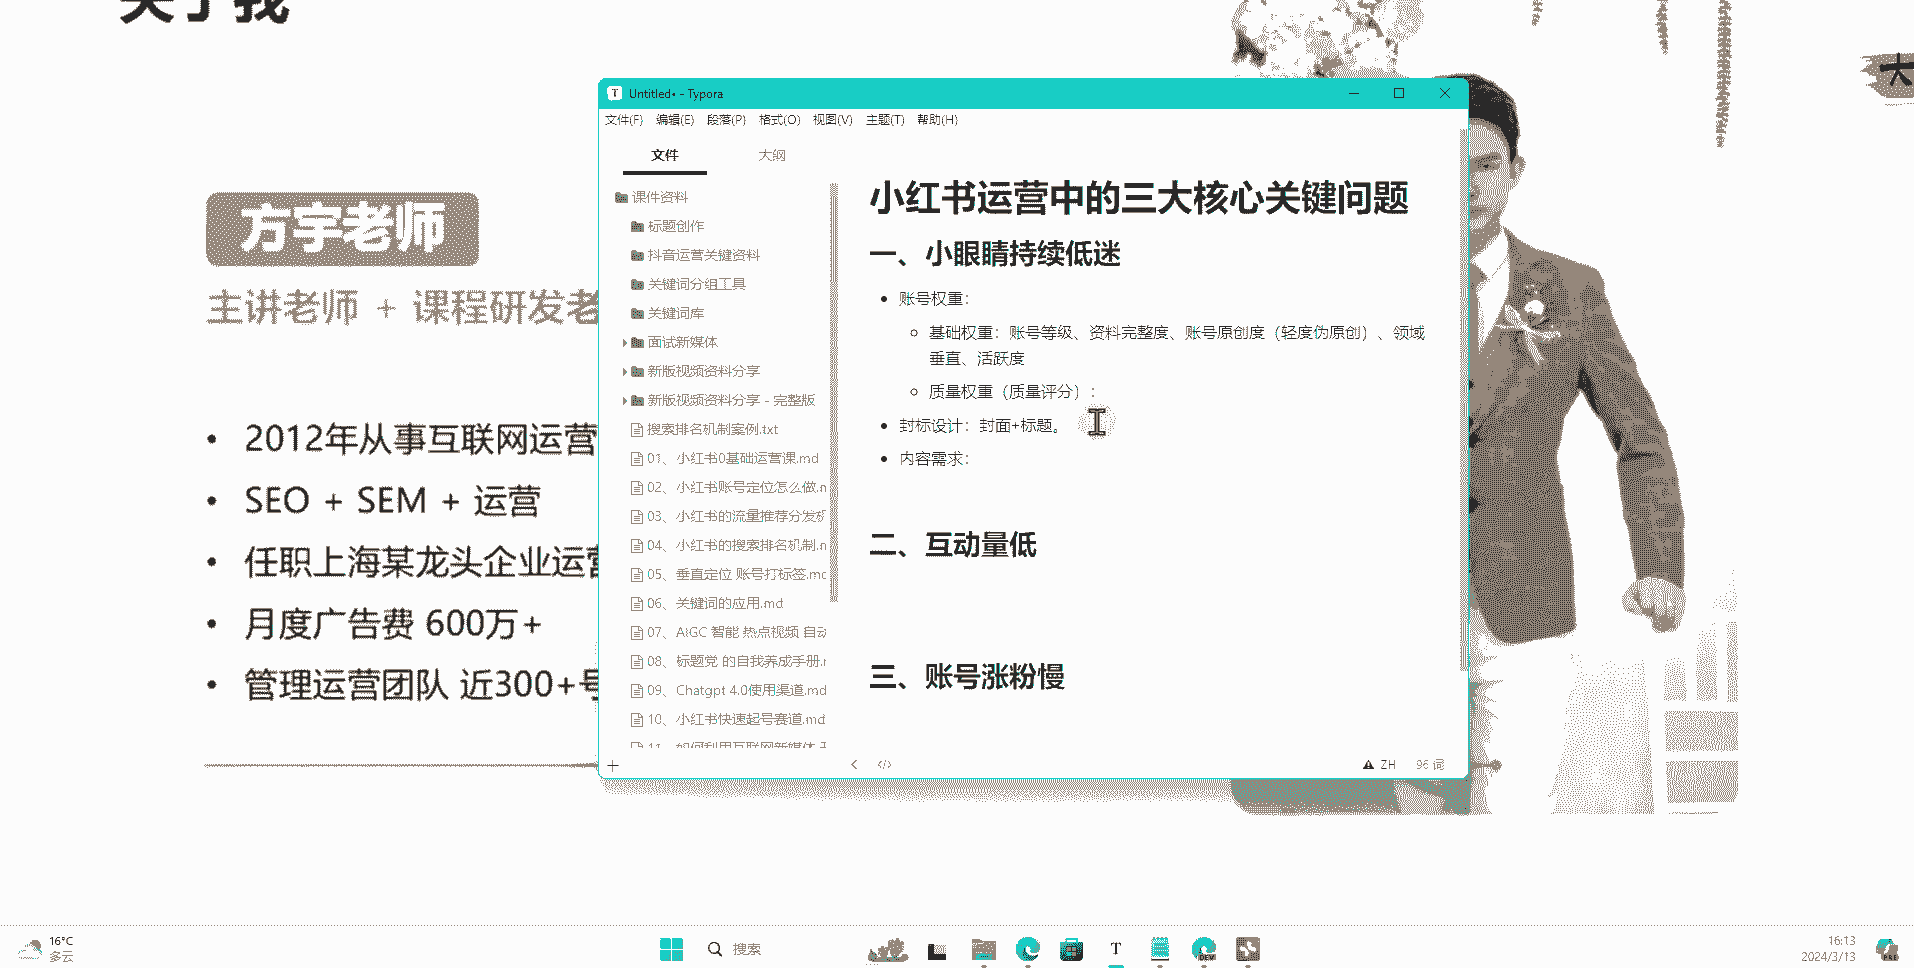 关于我
大
方宇老师
主讲老师 + 课程研发老
2012年从事互联网运营
SEO + SEM + 运营
任职上海某龙头企业运营
月度广告费 600万+
管理运营团队 近300+号
Untitled• - Typora
文件(F) 编辑(E) 段落(P) 格式(O) 视图(V) 主题(T) 帮助(H)
文件 大纲
课件资料
标题创作
抖音运营关键资料
关键词分组工具
关键词库
面试新媒体
新版视频资料分享
新版视频资料分享 - 完整版
搜索排名机制案例.txt
01、小红书0基础运营课.md
02、小红书账号定位怎么做.n
03、小红书的流量推荐分发机
04、小红书的搜索排名机制.n
05、垂直定位 账号打标签.mc
06、关键词的应用.md
07、AIGC 智能 热点视频 自动
08、标题党 的自我养成手册.r
09、Chatgpt 4.0使用渠道.md
10、小红书快速起号赛道.md
11、如何利用互联网新媒体
小红书运营中的三大核心关键问题
一、小眼睛持续低迷
账号权重：
基础权重：账号等级、资料完整度、账号原创度（轻度伪原创）、领域
垂直、活跃度
质量权重（质量评分）：
封标设计：封面+标题。
内容需求：
二、互动量低
三、账号涨粉慢
ZH 96 词
16°C
多云
搜索
T
DEV
16:13
2024/3/13
PRE